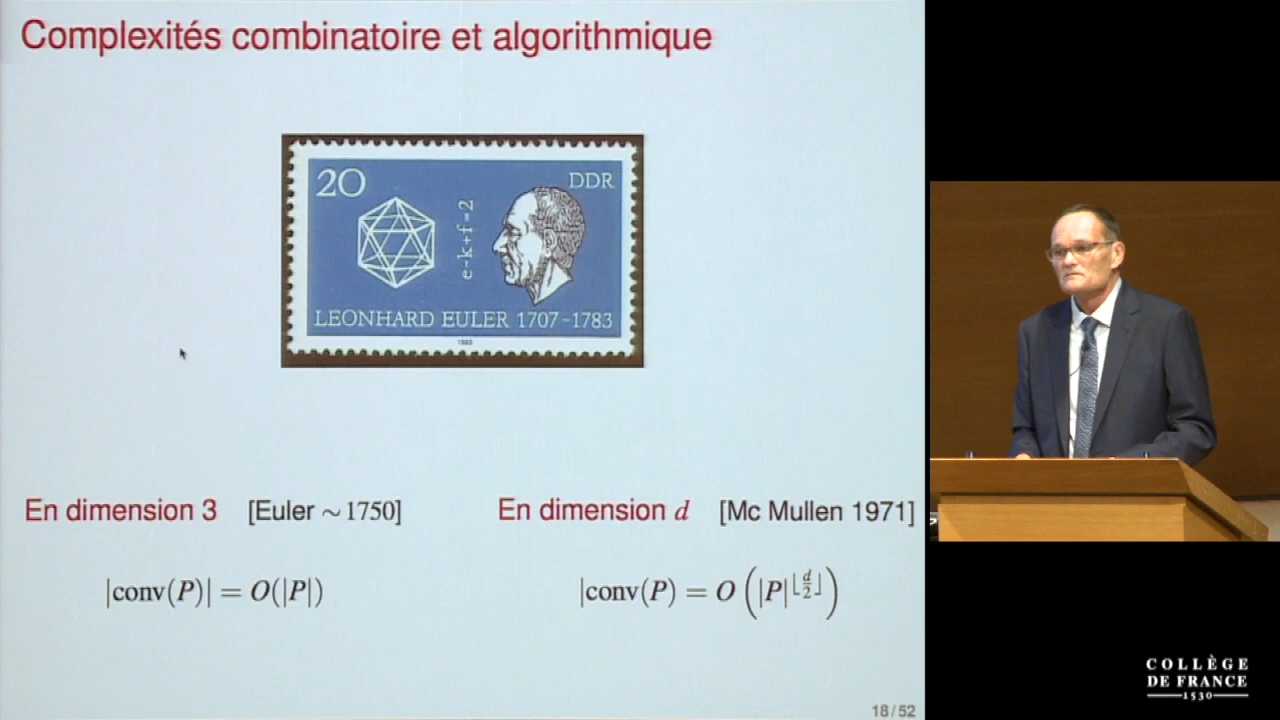 Complexités combinatoire et algorithmique
20
DDR
e-k+f=2
LEONHARD EULER 1707-1783
1983
En dimension 3 [Euler ∼ 1750]
En dimension d [Mc Mullen 1971]
|conv(P)| = O(|P|)
|conv(P) = O(|P|^⌊d/2⌋)
18/52
COLLÈGE
DE FRANCE
1530